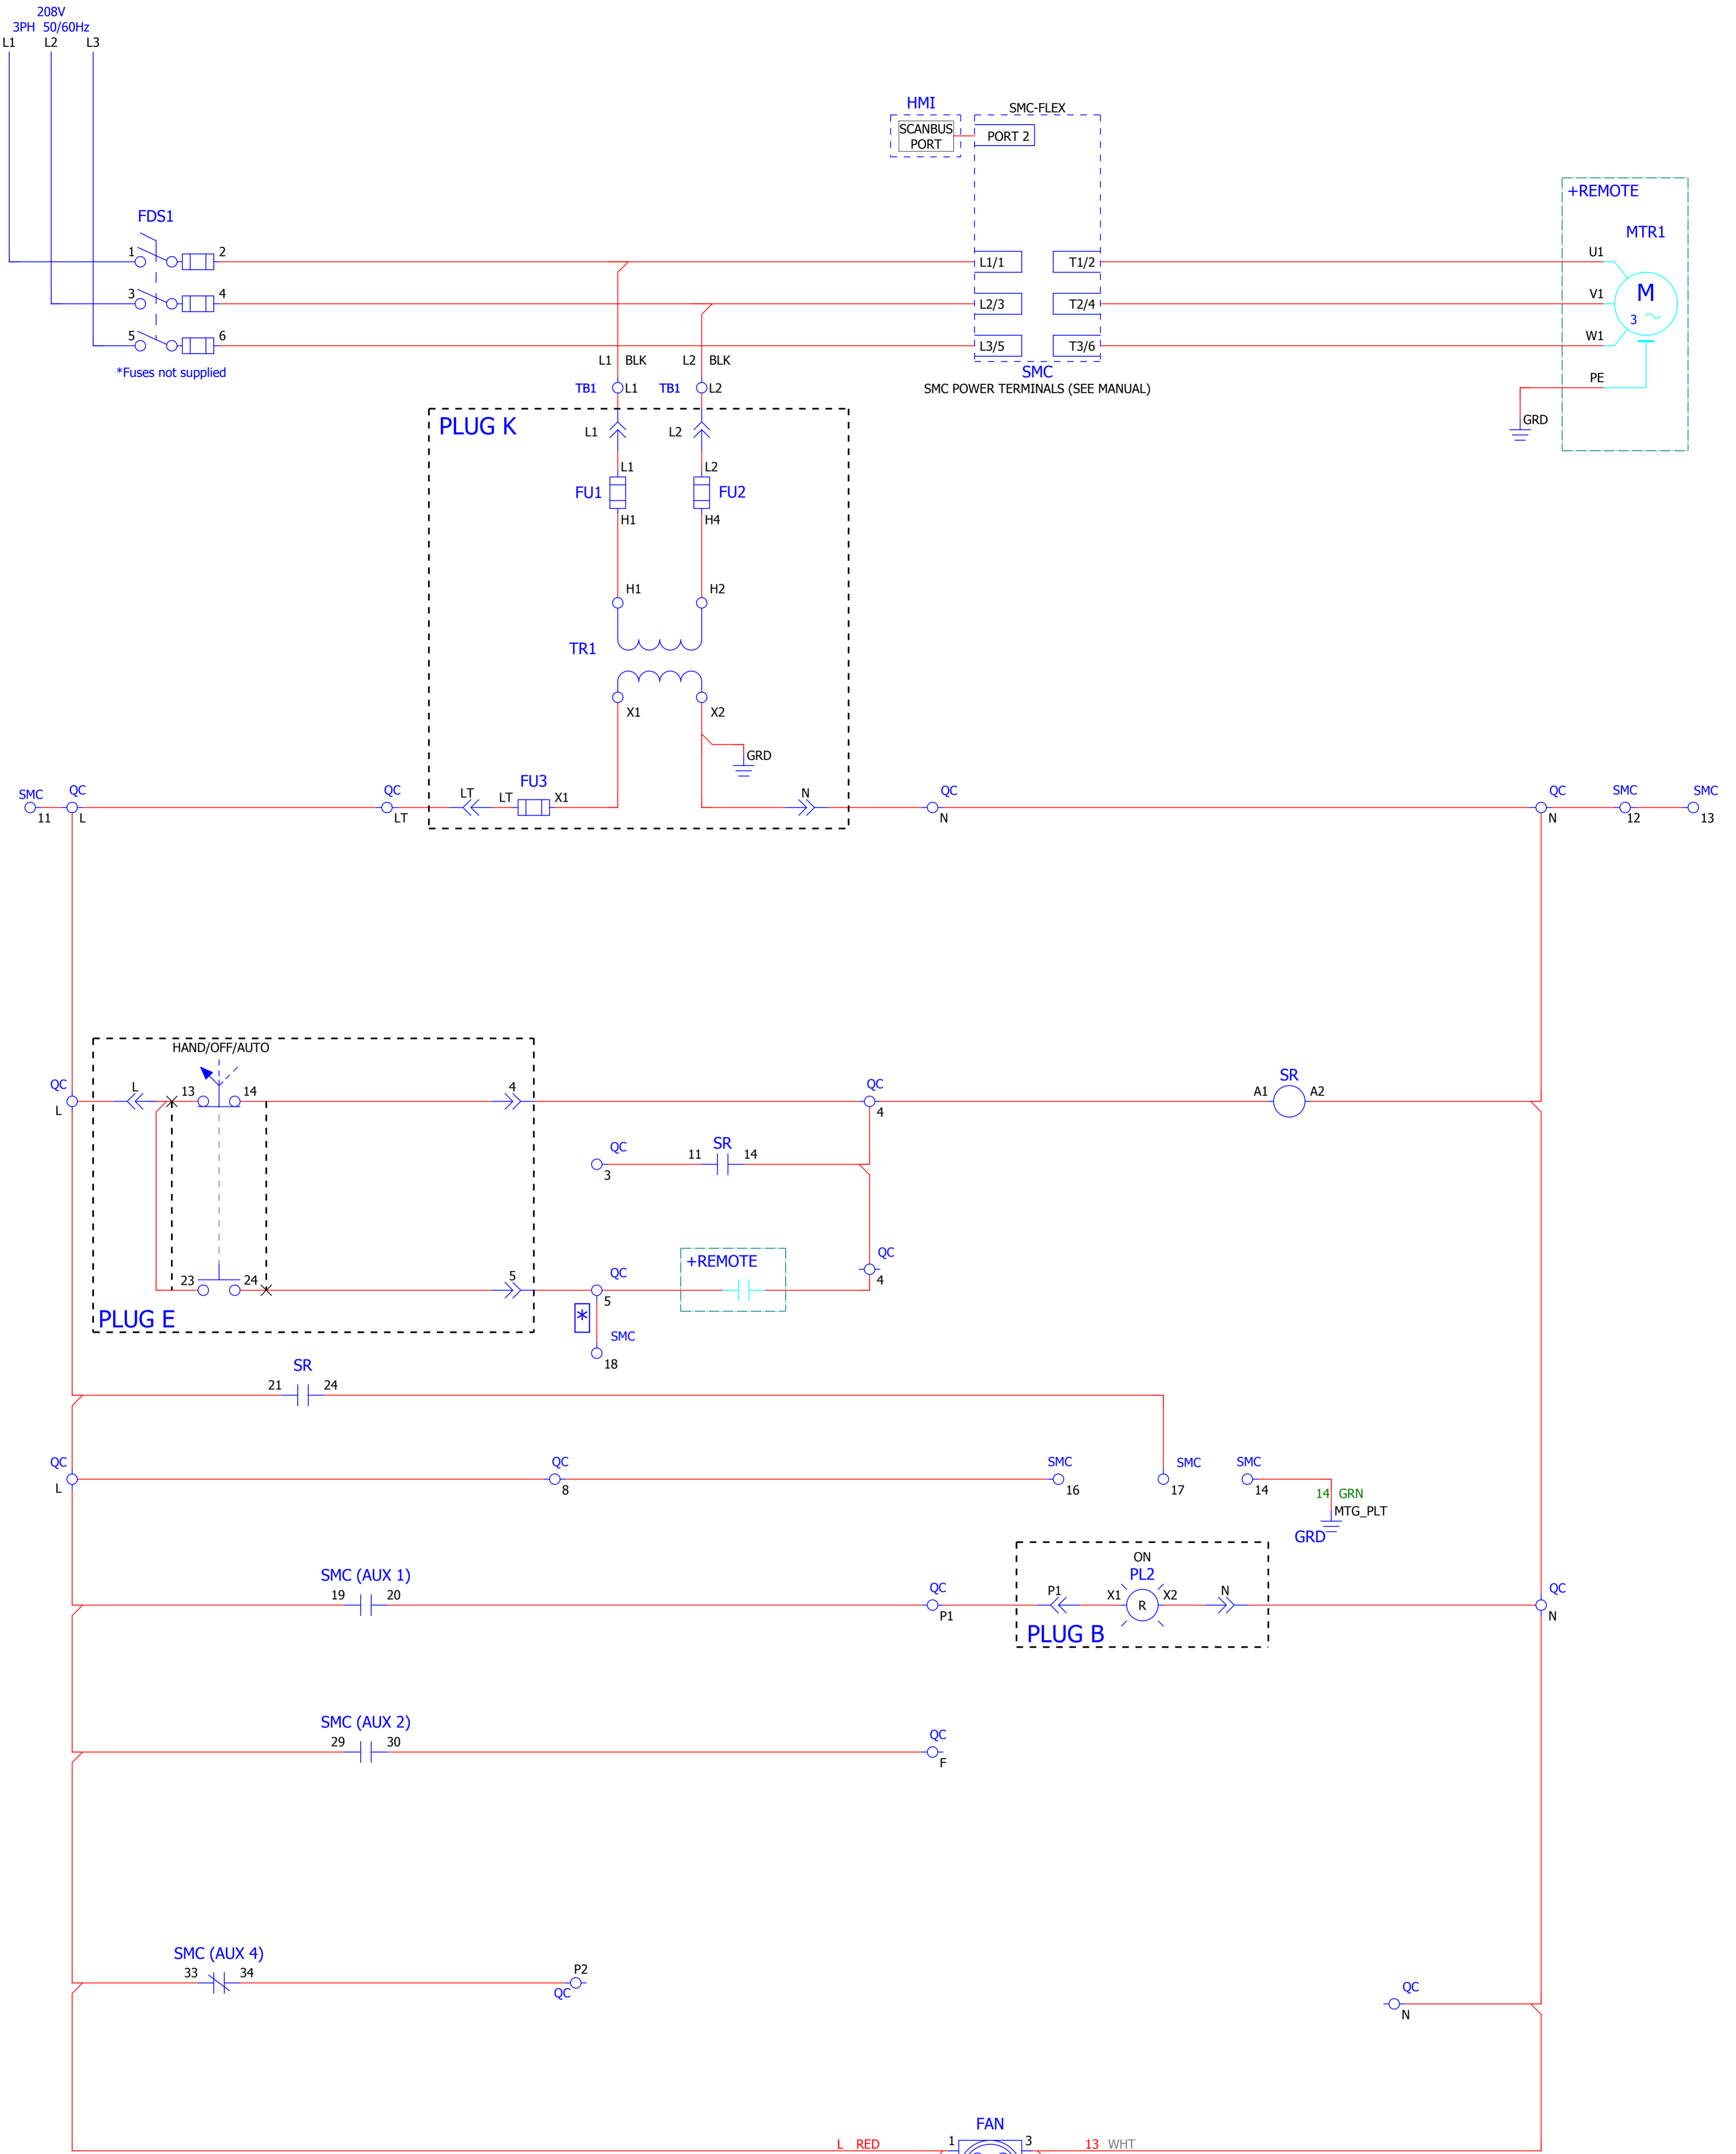 208V
3PH 50/60Hz
L1 L2 L3
HMI
SMC-FLEX
SCANBUS
PORT
PORT 2
+REMOTE
FDS1
MTR1
1 2
L1/1 T1/2
U1
3 4
L2/3 T2/4
V1
M
3
5 6
L3/5 T3/6
W1
*Fuses not supplied
L1 BLK L2 BLK
SMC
SMC POWER TERMINALS (SEE MANUAL)
PE
TB1 L1 TB1 L2
GRD
PLUG K
L1 L2
L1 L2
FU1 FU2
H1 H4
H1 H2
TR1
X1 X2
GRD
FU3
SMC QC QC LT LT X1 N QC QC SMC SMC
11 L LT N N 12 13
HAND/OFF/AUTO
QC L 13 14 4 QC SR
L 4 A1 A2
QC SR
3 11 14
+REMOTE
QC
4
23 24 5 QC
5
PLUG E
*
SMC
18
SR
21 24
QC QC SMC SMC SMC
L 8 16 17 14
14 GRN
MTG_PLT
GRD
ON
SMC (AUX 1) PL2
19 20 QC P1 X1 R X2 N QC
P1 N
PLUG B
SMC (AUX 2)
29 30 QC
F
SMC (AUX 4)
33 34 P2
QC
QC
N
FAN
L RED 1 3 13 WHT